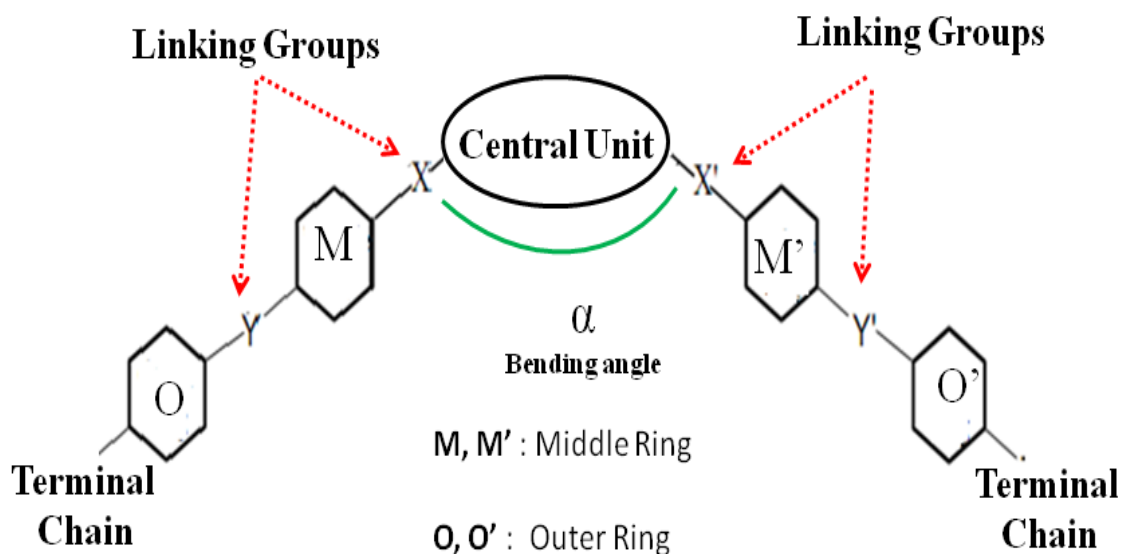 Linking Groups
Linking Groups
Central Unit
X
X'
M
M’
α
Bending angle
Y
Y'
O
O’
M, M’ : Middle Ring
Terminal
Chain
Terminal
Chain
O, O’ : Outer Ring